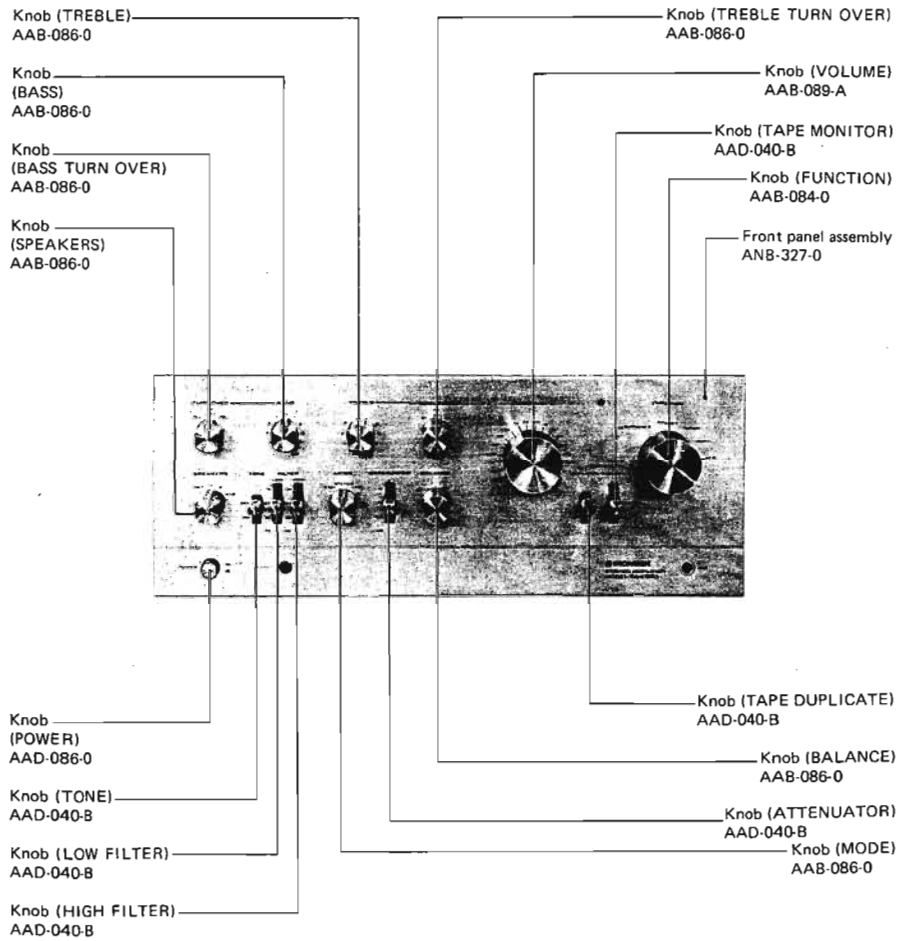 Knob (TREBLE)
AAB-086-0
Knob
(BASS)
AAB-086-0
Knob
(BASS TURN OVER)
AAB-086-0
Knob
(SPEAKERS)
AAB-086-0
Knob (TREBLE TURN OVER)
AAB-086-0
Knob (VOLUME)
AAB-089-A
Knob (TAPE MONITOR)
AAD-040-B
Knob (FUNCTION)
AAB-084-0
Front panel assembly
ANB-327-0
Knob
(POWER)
AAD-086-0
Knob (TONE)
AAD-040-B
Knob (LOW FILTER)
AAD-040-B
Knob (HIGH FILTER)
AAD-040-B
Knob (TAPE DUPLICATE)
AAD-040-B
Knob (BALANCE)
AAB-086-0
Knob (ATTENUATOR)
AAD-040-B
Knob (MODE)
AAB-086-0